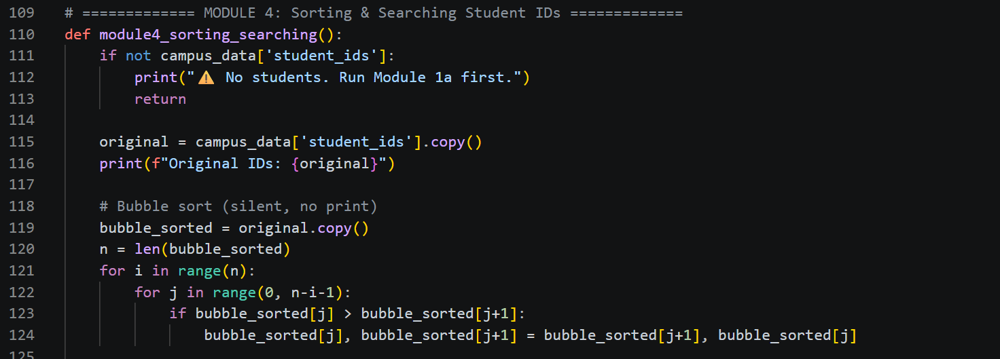 109 # ============= MODULE 4: Sorting & Searching Student IDs =============
110 def module4_sorting_searching():
111     if not campus_data['student_ids']:
112         print("⚠️ No students. Run Module 1a first.")
113         return
114
115     original = campus_data['student_ids'].copy()
116     print(f"Original IDs: {original}")
117
118     # Bubble sort (silent, no print)
119     bubble_sorted = original.copy()
120     n = len(bubble_sorted)
121     for i in range(n):
122         for j in range(0, n-i-1):
123             if bubble_sorted[j] > bubble_sorted[j+1]:
124                 bubble_sorted[j], bubble_sorted[j+1] = bubble_sorted[j+1], bubble_sorted[j]
125